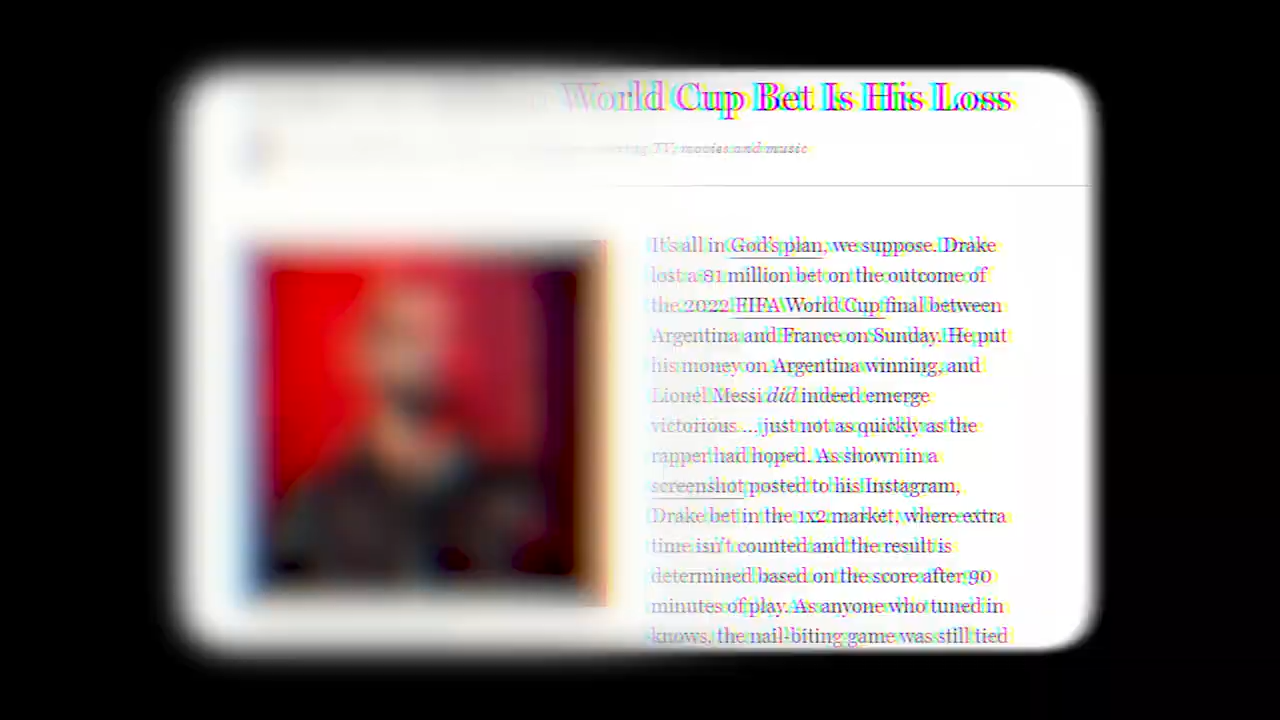 World Cup Bet Is His Loss
TV, movies and music
It's all in God's plan, we suppose. Drake
lost a $1 million bet on the outcome of
the 2022 FIFA World Cup final between
Argentina and France on Sunday. He put
his money on Argentina winning, and
Lionel Messi did indeed emerge
victorious ... just not as quickly as the
rapper had hoped. As shown in a
screenshot posted to his Instagram,
Drake bet in the 1x2 market, where extra
time isn't counted and the result is
determined based on the score after 90
minutes of play. As anyone who tuned in
knows, the nail-biting game was still tied